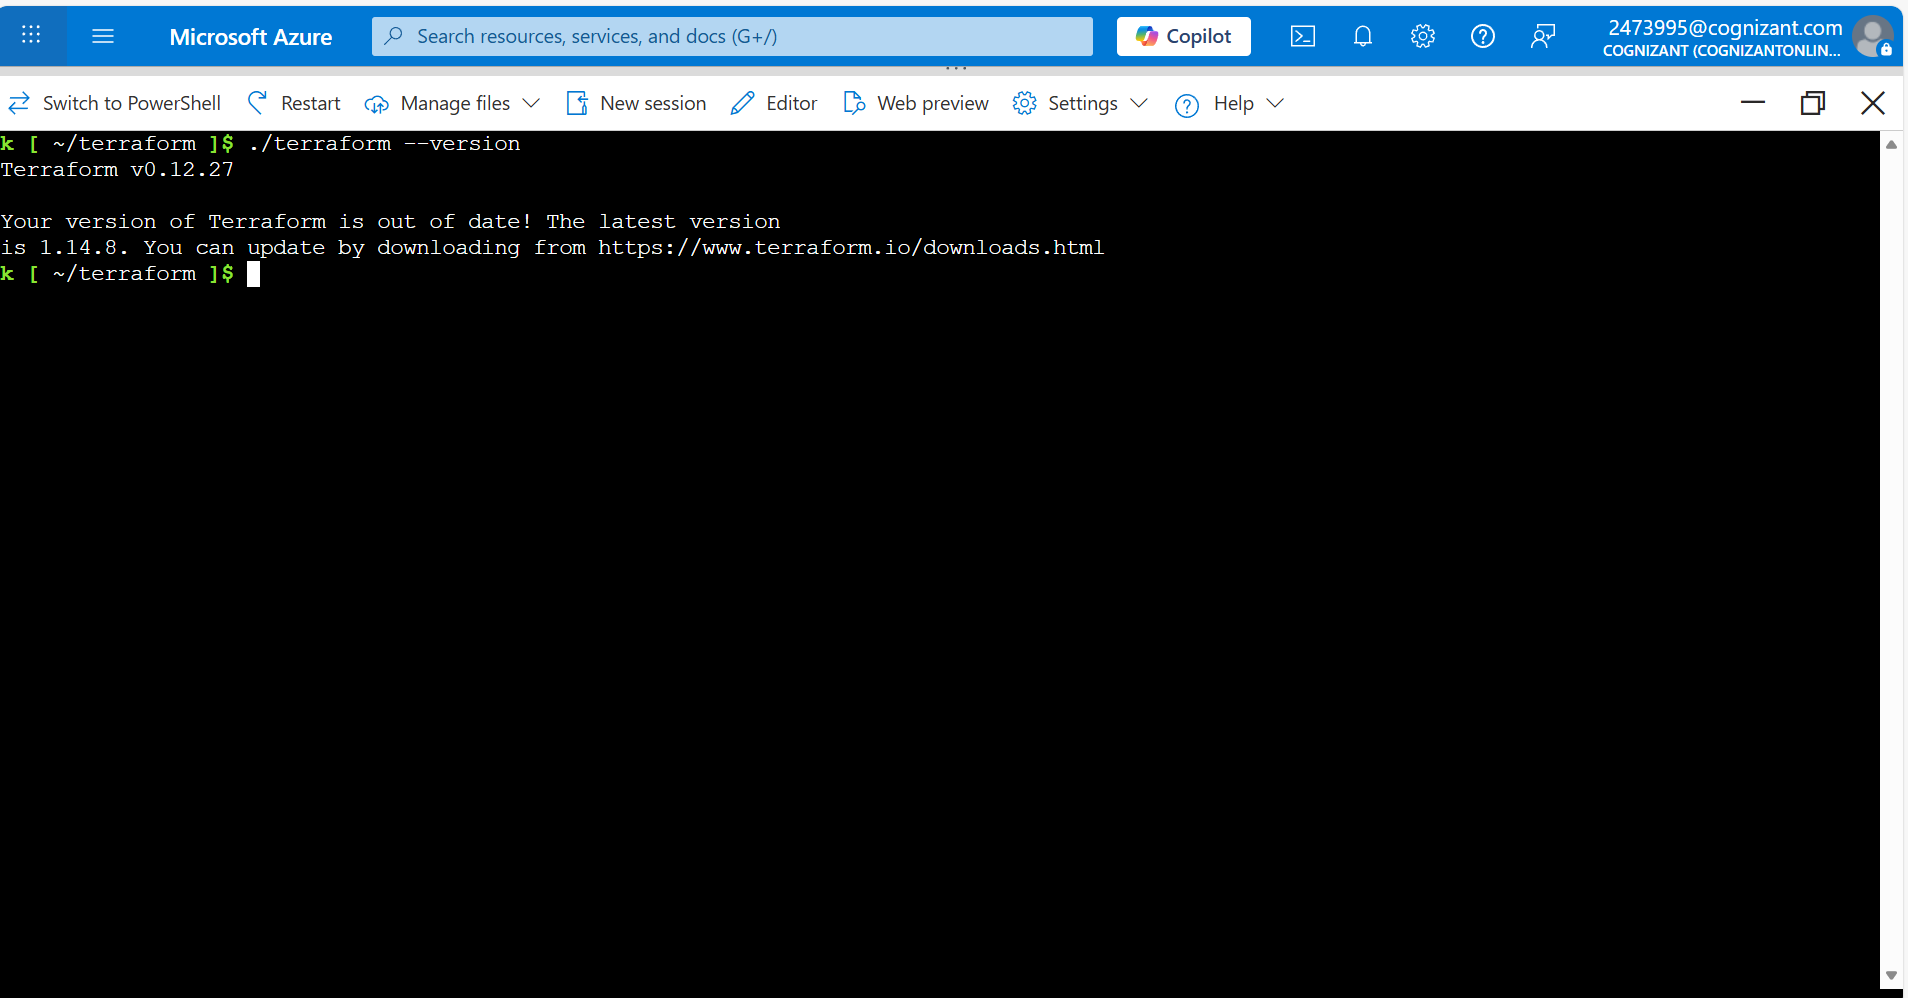 Microsoft Azure
Search resources, services, and docs (G+/)
Copilot
2473995@cognizant.com
COGNIZANT (COGNIZANTONLIN...
Switch to PowerShell Restart Manage files New session Editor Web preview Settings Help
k [ ~/terraform ]$ ./terraform --version
Terraform v0.12.27
Your version of Terraform is out of date! The latest version
is 1.14.8. You can update by downloading from https://www.terraform.io/downloads.html
k [ ~/terraform ]$